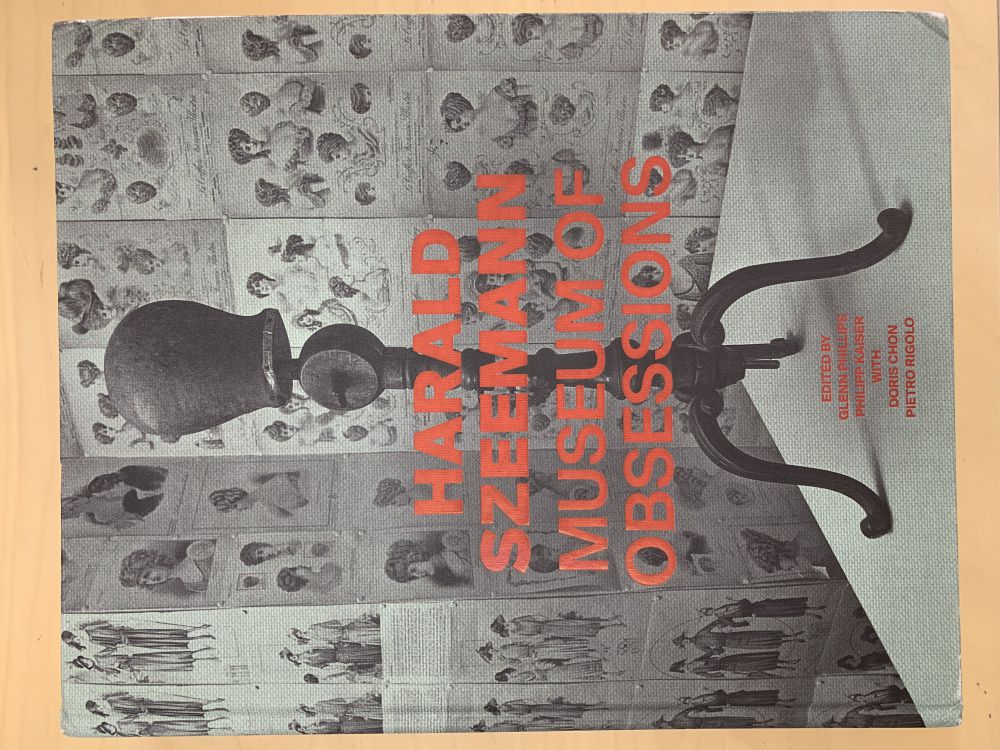 HARALD
SZEEMANN
MUSEUM OF
OBSESSIONS
EDITED BY
GLENN PHILLIPS
PHILIPP KAISER
WITH
DORIS CHON
PIETRO RIGOLO